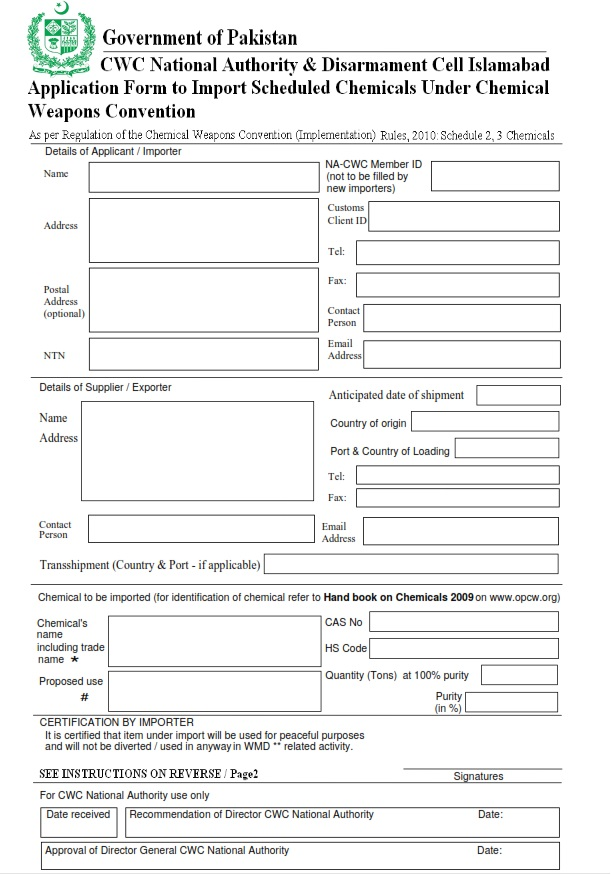 Government of Pakistan
CWC National Authority & Disarmament Cell Islamabad
Application Form to Import Scheduled Chemicals Under Chemical
Weapons Convention
As per Regulation of the Chemical Weapons Convention (Implementation) Rules, 2010: Schedule 2, 3 Chemicals
Details of Applicant / Importer
Name
NA-CWC Member ID
(not to be filled by
new importers)
Address
Customs
Client ID
Tel:
Postal
Address
(optional)
Fax:
Contact
Person
NTN
Email
Address
Details of Supplier / Exporter
Anticipated date of shipment
Name
Address
Country of origin
Port & Country of Loading
Tel:
Fax:
Contact
Person
Email
Address
Transshipment (Country & Port - if applicable)
Chemical to be imported (for identification of chemical refer to Hand book on Chemicals 2009 on www.opcw.org)
Chemical's
name
including trade
name *
CAS No
HS Code
Proposed use
#
Quantity (Tons) at 100% purity
Purity
(in %)
CERTIFICATION BY IMPORTER
It is certified that item under import will be used for peaceful purposes
and will not be diverted / used in anyway in WMD ** related activity.
SEE INSTRUCTIONS ON REVERSE / Page2
Signatures
For CWC National Authority use only
Date received
Recommendation of Director CWC National Authority Date:
Approval of Director General CWC National Authority Date: